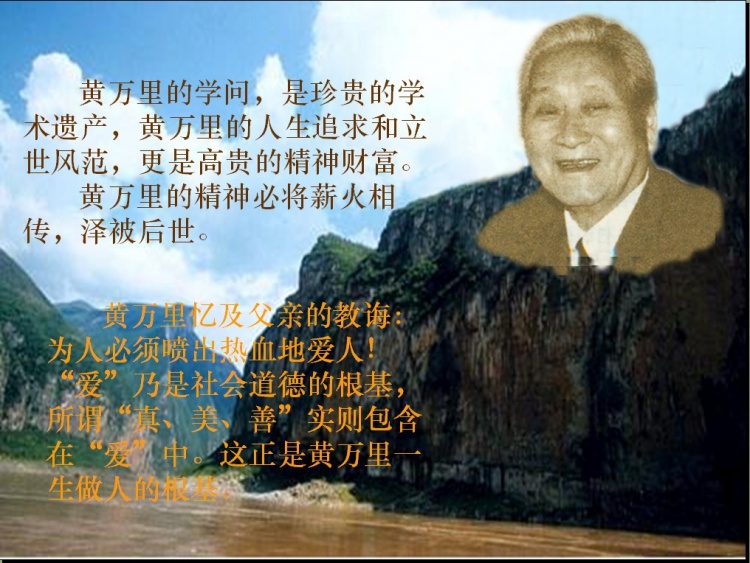 黄万里的学问，是珍贵的学
术遗产，黄万里的人生追求和立
世风范，更是高贵的精神财富。
黄万里的精神必将薪火相
传，泽被后世。
黄万里忆及父亲的教诲：
为人必须喷出热血地爱人！
“爱”乃是社会道德的根基，
所谓“真、美、善”实则包含
在“爱”中。这正是黄万里一
生做人的根基。